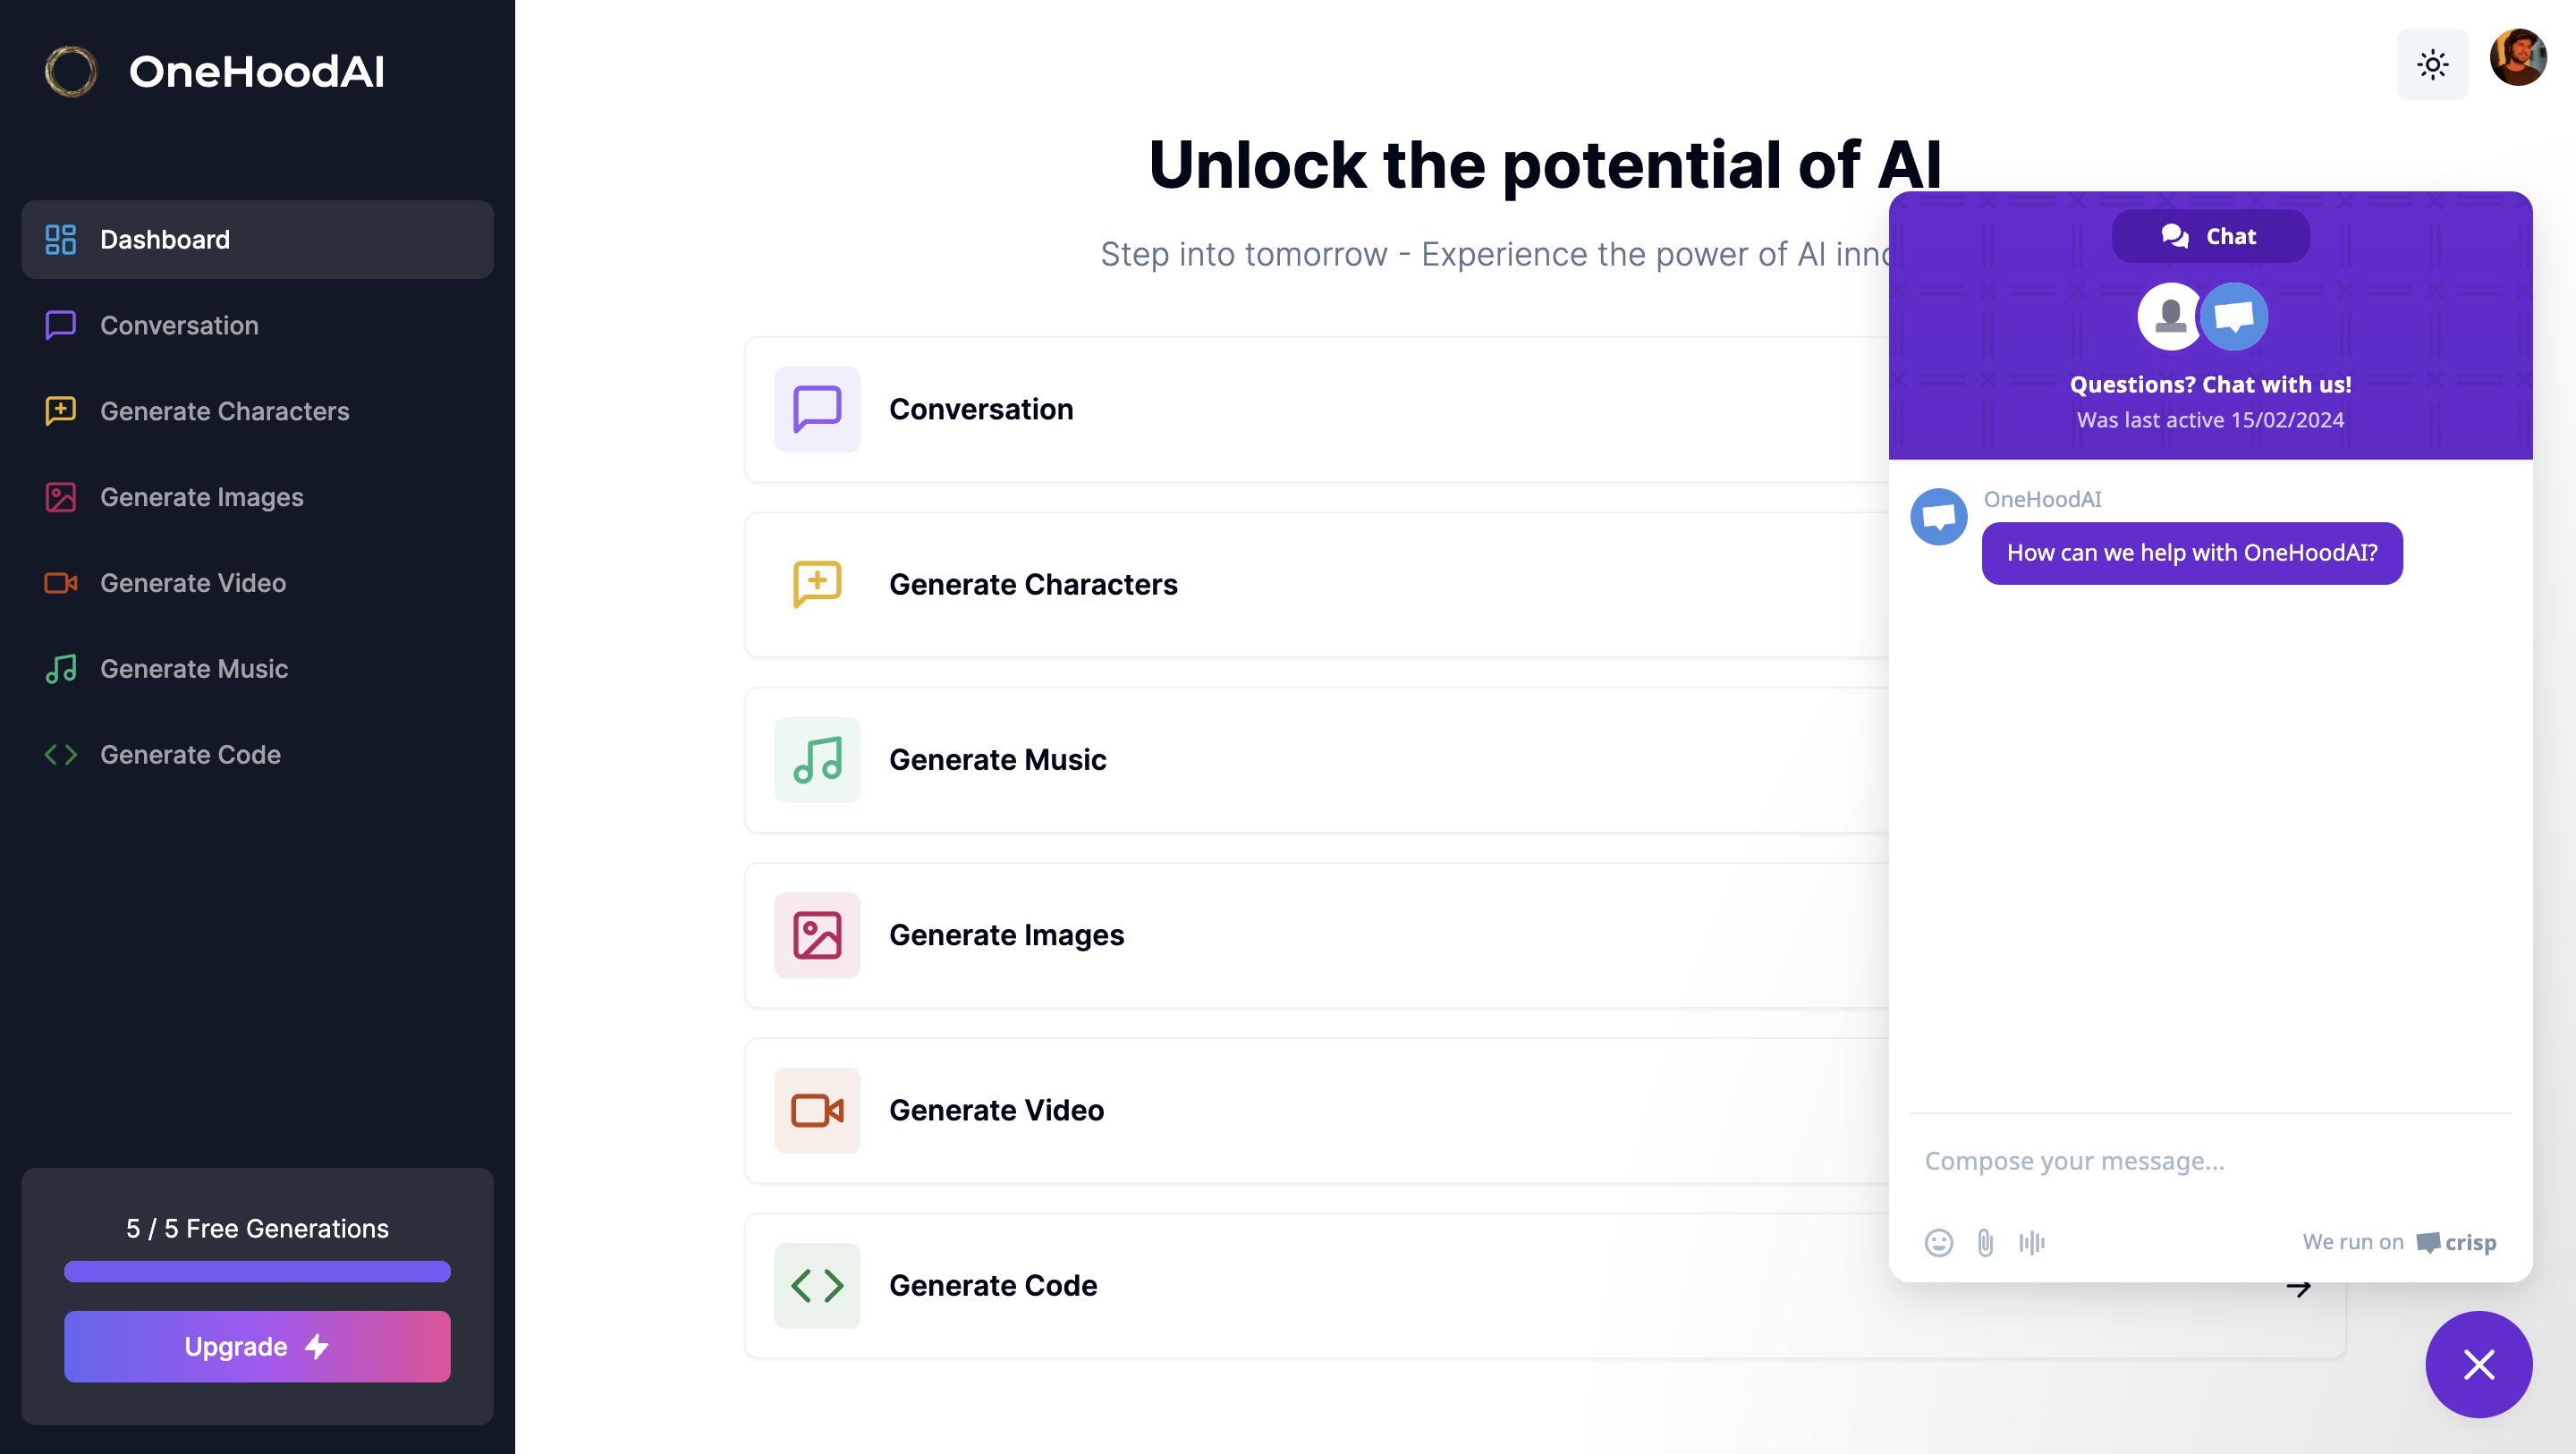 OneHoodAI
Dashboard
Conversation
Generate Characters
Generate Images
Generate Video
Generate Music
Generate Code
5 / 5 Free Generations
Upgrade
Unlock the potential of AI
Step into tomorrow - Experience the power of AI
Conversation
Generate Characters
Generate Music
Generate Images
Generate Video
Generate Code
Chat
Questions? Chat with us!
Was last active 15/02/2024
OneHoodAI
How can we help with OneHoodAI?
Compose your message...
We run on crisp